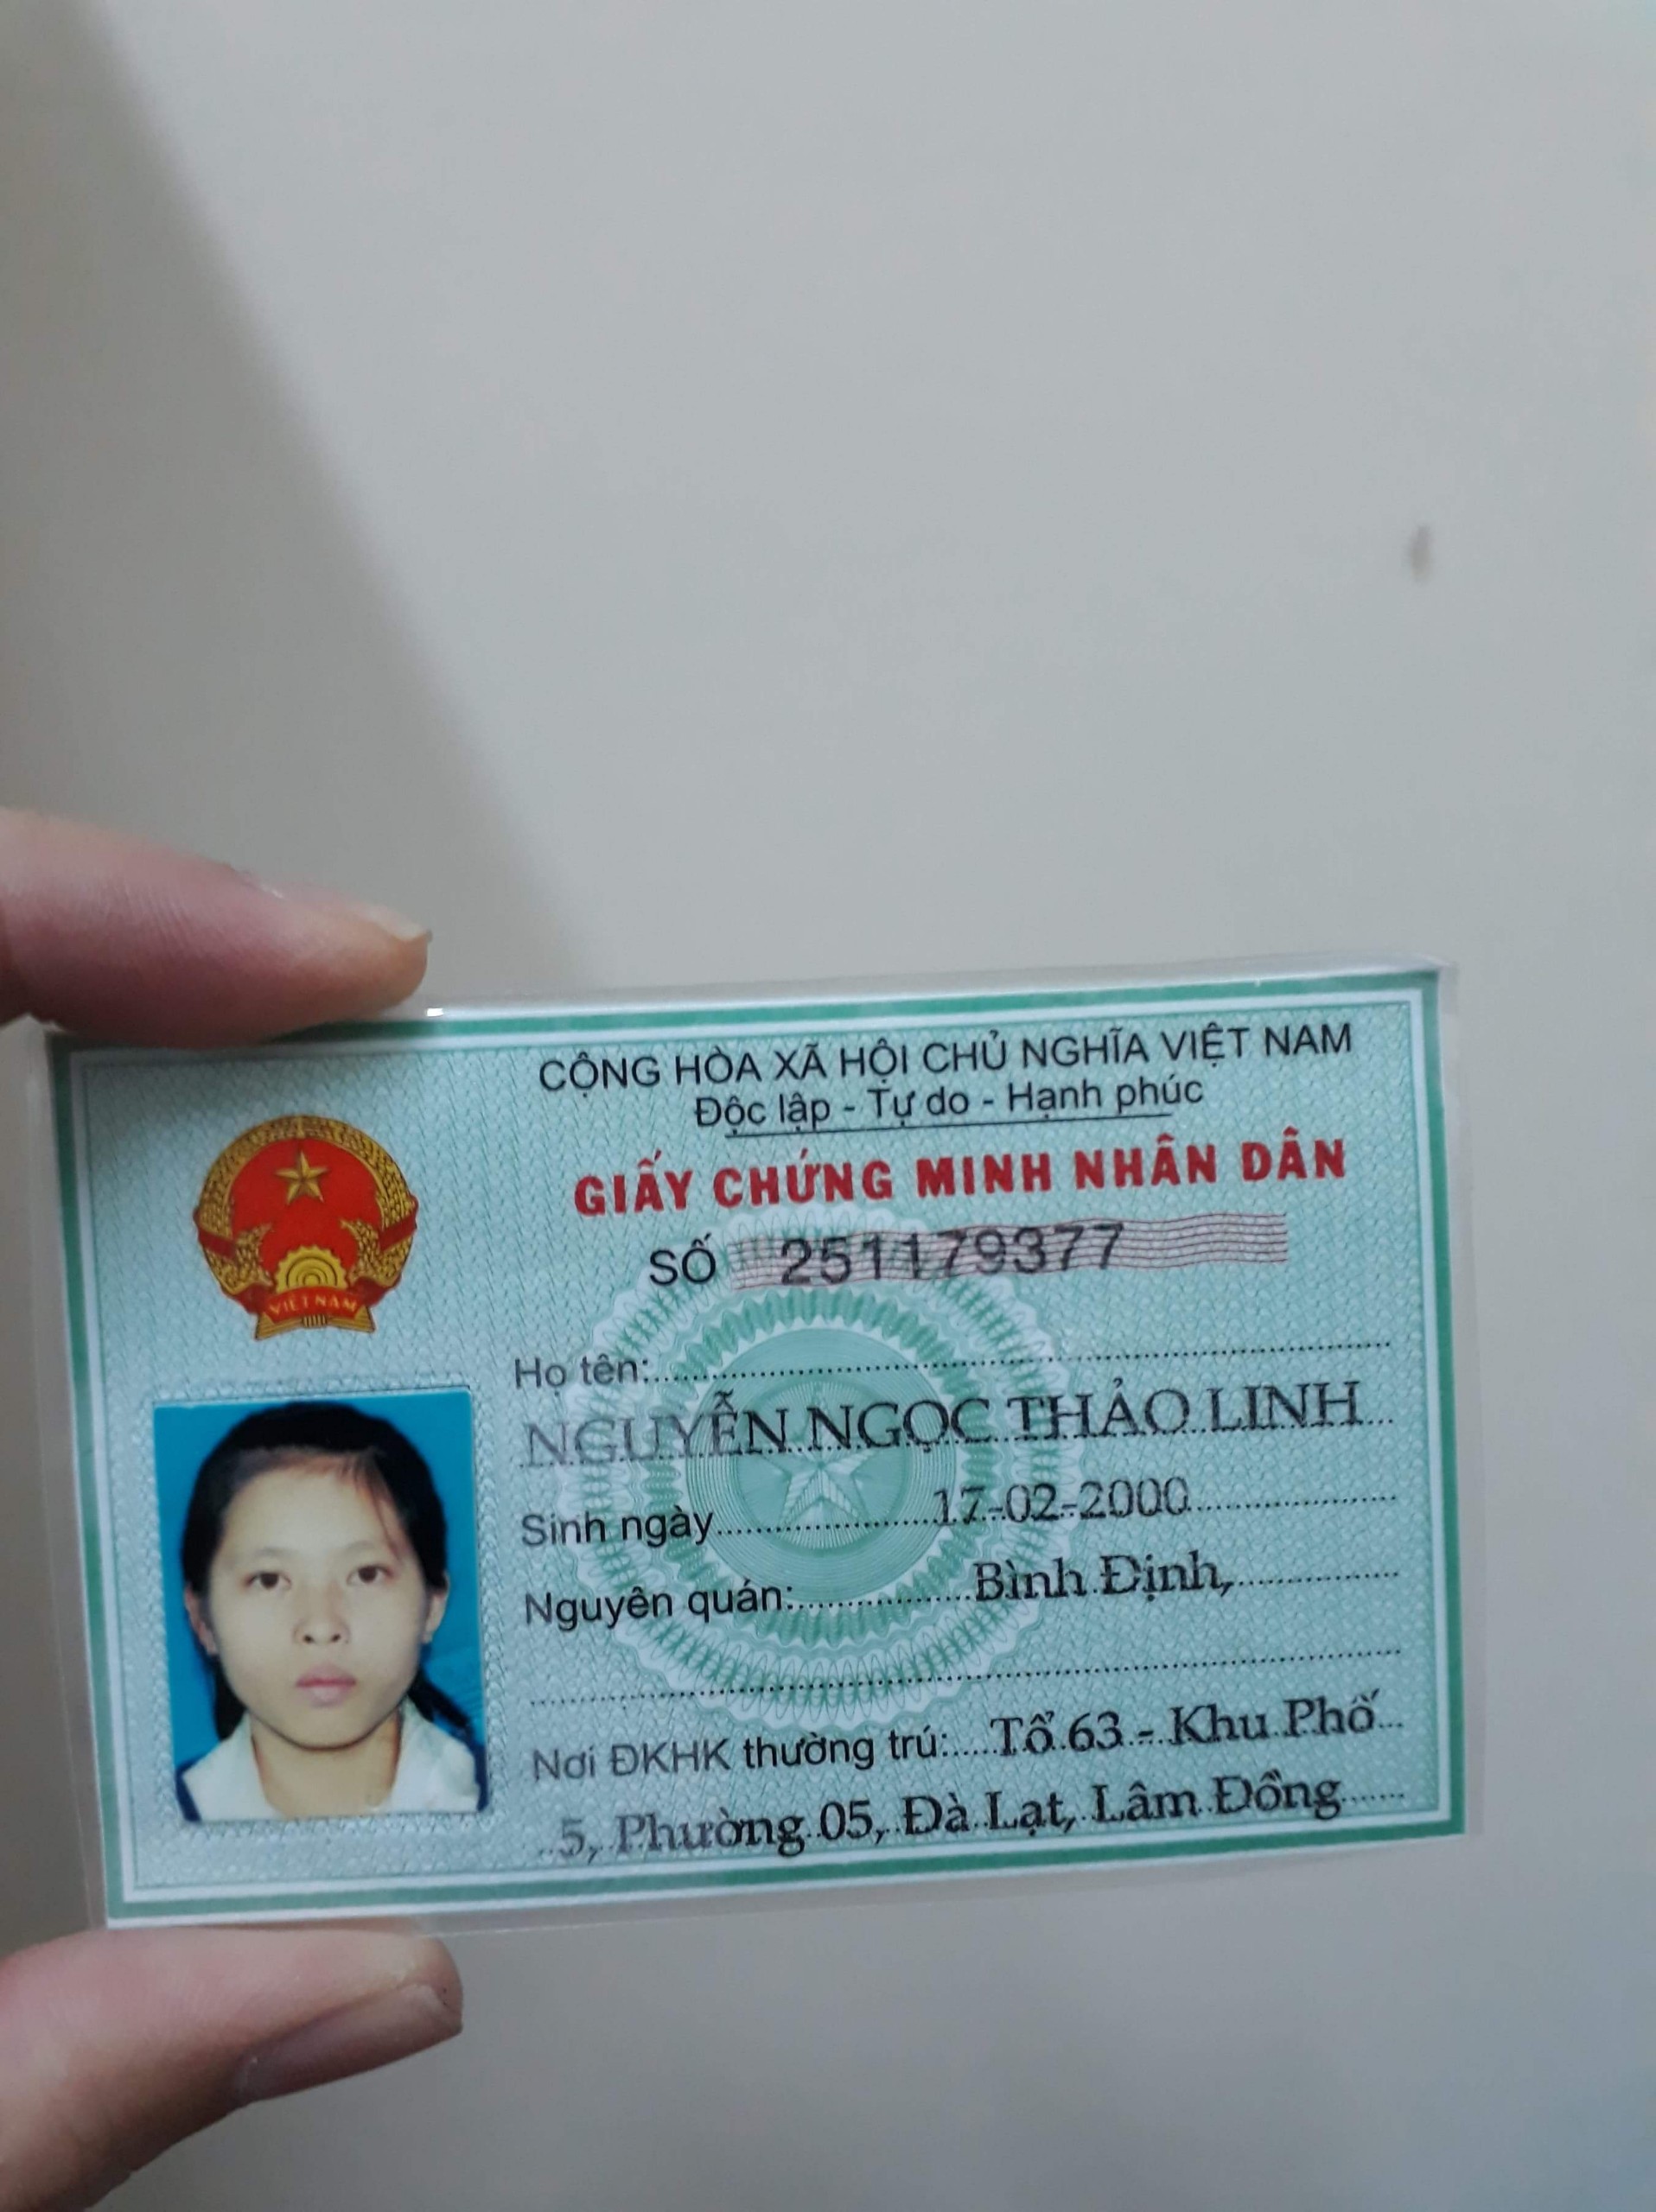 CỘNG HÒA XÃ HỘI CHỦ NGHĨA VIỆT NAM
Độc lập - Tự do - Hạnh phúc
GIẤY CHỨNG MINH NHÂN DÂN
SỐ 251179377
VIỆT NAM
Họ tên:
NGUYỄN NGỌC THẢO LINH
Sinh ngày 17-02-2000
Nguyên quán: Bình Định,
Nơi ĐKHK thường trú: Tổ 63 - Khu Phố
5, Phường 05, Đà Lạt, Lâm Đồng